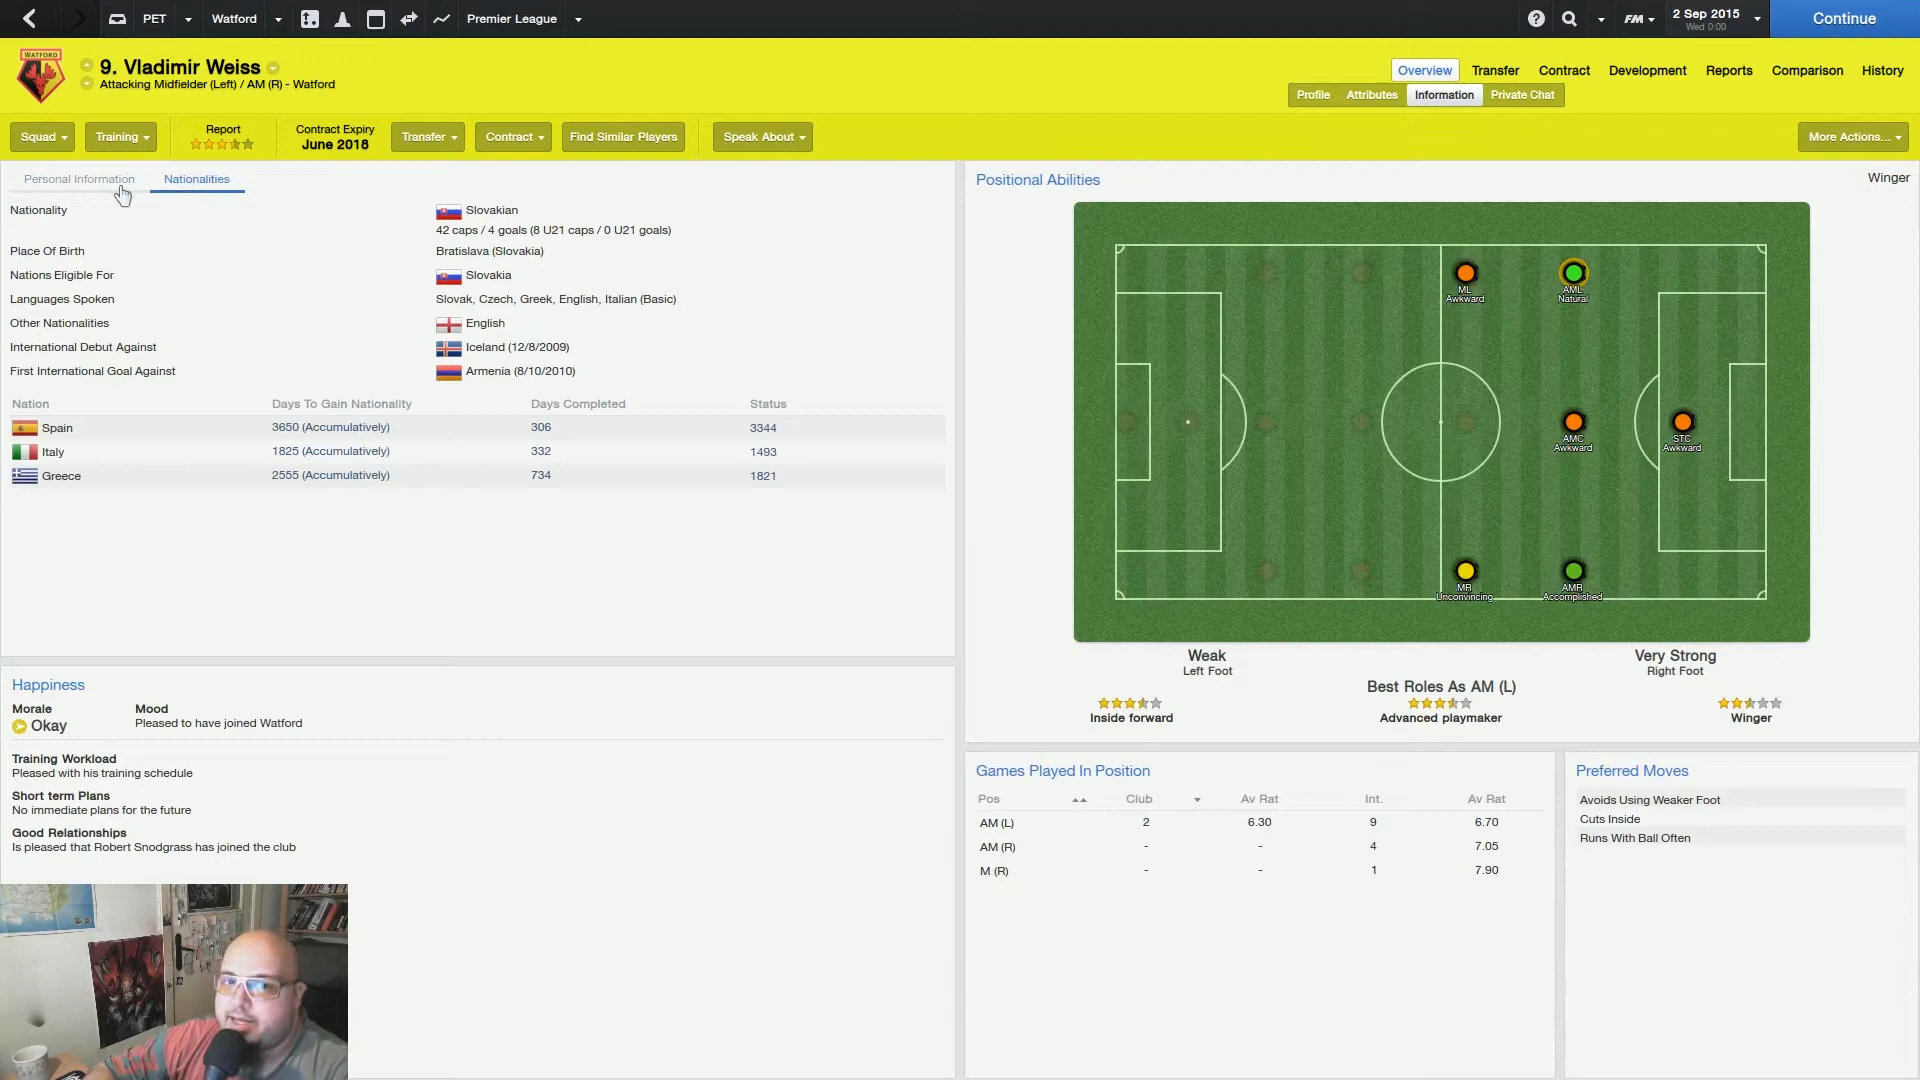 PET
Watford
Premier League
FM
2 Sep 2015
Wed 0:00
Continue
WATFORD
9. Vladimir Weiss
Attacking Midfielder (Left) / AM (R) - Watford
Overview
Transfer
Contract
Development
Reports
Comparison
History
Profile
Attributes
Information
Private Chat
Squad
Training
Report
Contract Expiry
June 2018
Transfer
Contract
Find Similar Players
Speak About
More Actions...
Personal Information
Nationalities
Nationality
Slovakian
42 caps / 4 goals (8 U21 caps / 0 U21 goals)
Place Of Birth
Bratislava (Slovakia)
Nations Eligible For
Slovakia
Languages Spoken
Slovak, Czech, Greek, English, Italian (Basic)
Other Nationalities
English
International Debut Against
Iceland (12/8/2009)
First International Goal Against
Armenia (8/10/2010)
Nation Days To Gain Nationality Days Completed Status
Spain 3650 (Accumulatively) 306 3344
Italy 1825 (Accumulatively) 332 1493
Greece 2555 (Accumulatively) 734 1821
Happiness
Morale
Okay
Mood
Pleased to have joined Watford
Training Workload
Pleased with his training schedule
Short term Plans
No immediate plans for the future
Good Relationships
Is pleased that Robert Snodgrass has joined the club
Positional Abilities
Winger
ML
Awkward
AML
Natural
AMC
Awkward
STC
Awkward
MR
Unconvincing
AMR
Accomplished
Weak
Left Foot
Very Strong
Right Foot
Best Roles As AM (L)
Inside forward
Advanced playmaker
Winger
Games Played In Position
Pos Club Av Rat Int. Av Rat
AM (L) 2 6.30 9 6.70
AM (R) - - 4 7.05
M (R) - - 1 7.90
Preferred Moves
Avoids Using Weaker Foot
Cuts Inside
Runs With Ball Often